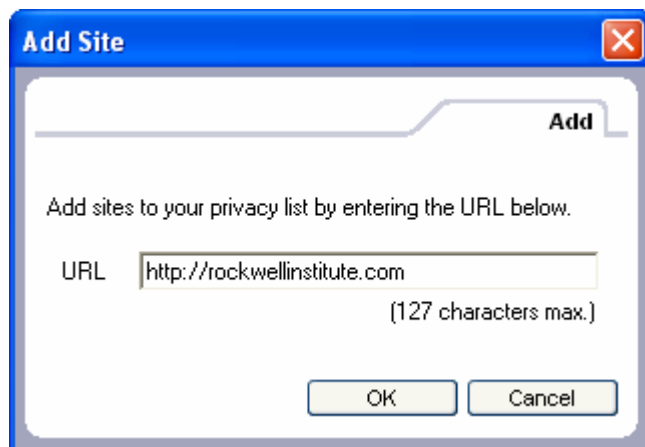 Add Site
Add
Add sites to your privacy list by entering the URL below.
URL http://rockwellinstitute.com
(127 characters max.)
OK Cancel